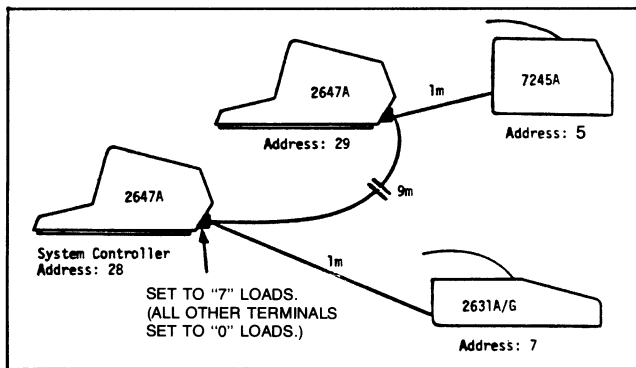 2647A
Address: 29
1m
7245A
Address: 5
9m
2647A
System Controller
Address: 28
SET TO "7" LOADS.
(ALL OTHER TERMINALS
SET TO "0" LOADS.)
1m
2631A/G
Address: 7